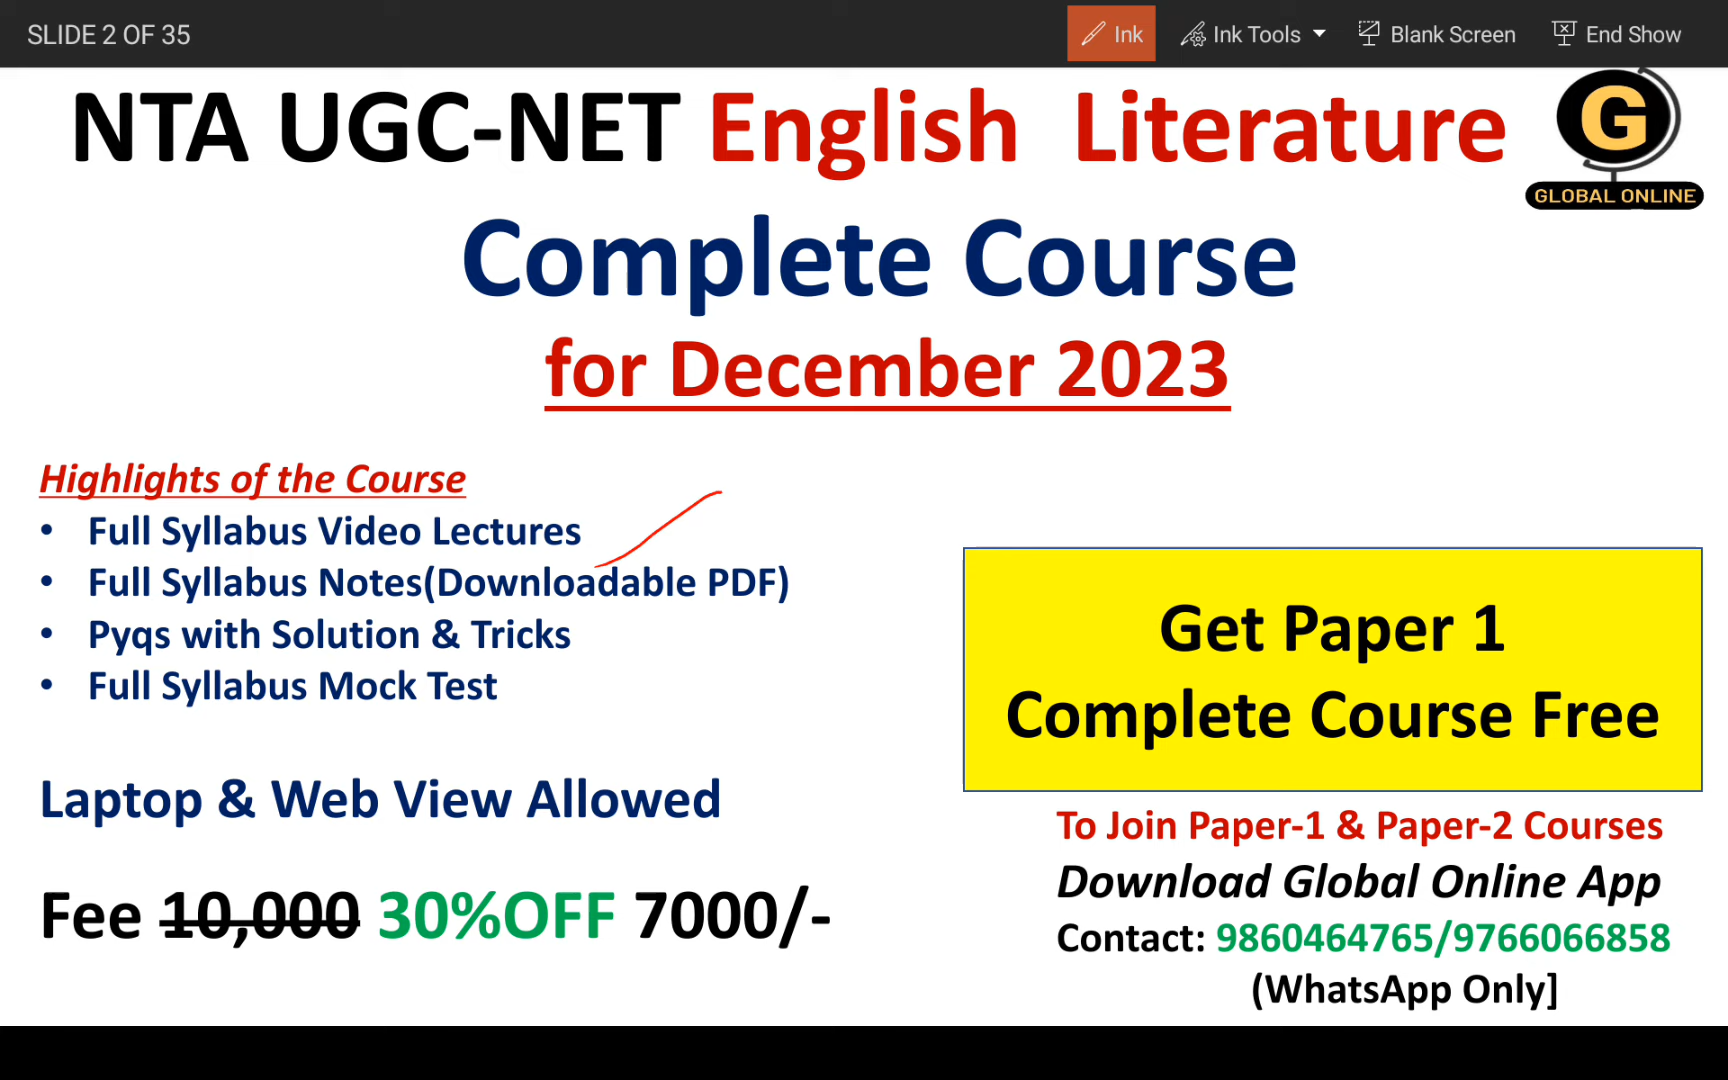 SLIDE 2 OF 35
Ink
Ink Tools
Blank Screen
End Show
NTA UGC-NET English Literature
G
GLOBAL ONLINE
Complete Course
for December 2023
Highlights of the Course
• Full Syllabus Video Lectures
• Full Syllabus Notes(Downloadable PDF)
• Pyqs with Solution & Tricks
• Full Syllabus Mock Test
Laptop & Web View Allowed
Fee 10,000 30%OFF 7000/-
Get Paper 1
Complete Course Free
To Join Paper-1 & Paper-2 Courses
Download Global Online App
Contact: 9860464765/9766066858
(WhatsApp Only]